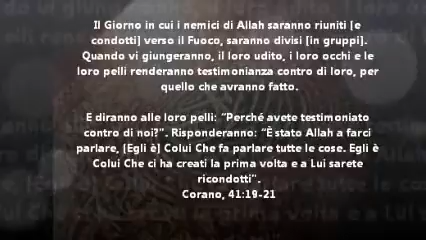 Il Giorno in cui i nemici di Allah saranno riuniti [e
condotti] verso il Fuoco, saranno divisi [in gruppi].
Quando vi giungeranno, il loro udito, i loro occhi e le
loro pelli renderanno testimonianza contro di loro, per
quello che avranno fatto.
E diranno alle loro pelli: “Perché avete testimoniato
contro di noi?”. Risponderanno: “È stato Allah a farci
parlare, [Egli è] Colui Che fa parlare tutte le cose. Egli è
Colui Che ci ha creati la prima volta e a Lui sarete
ricondotti”.
Corano, 41:19-21